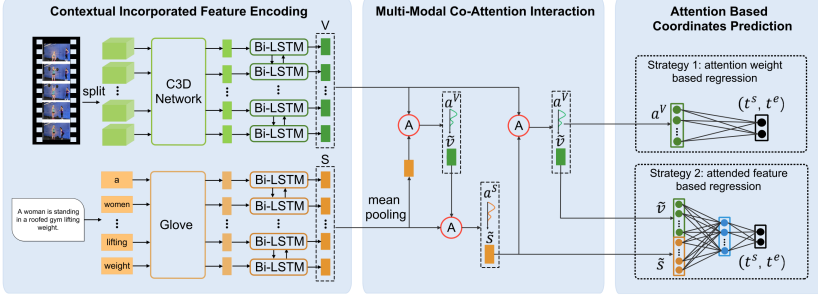 Contextual Incorporated Feature Encoding
V
split
C3D
Network
Bi-LSTM
Bi-LSTM
Bi-LSTM
Bi-LSTM
S
A woman is standing
in a roofed gym lifting
weight.
a
women
lifting
weight
Glove
Bi-LSTM
Bi-LSTM
Bi-LSTM
Bi-LSTM
Multi-Modal Co-Attention Interaction
mean
pooling
A
a^V
ṽ
A
a^S
s̃
A
a^V
ṽ
Attention Based
Coordinates Prediction
Strategy 1: attention weight
based regression
a^V
(t^s, t^e)
Strategy 2: attended feature
based regression
ṽ
s̃
(t^s, t^e)